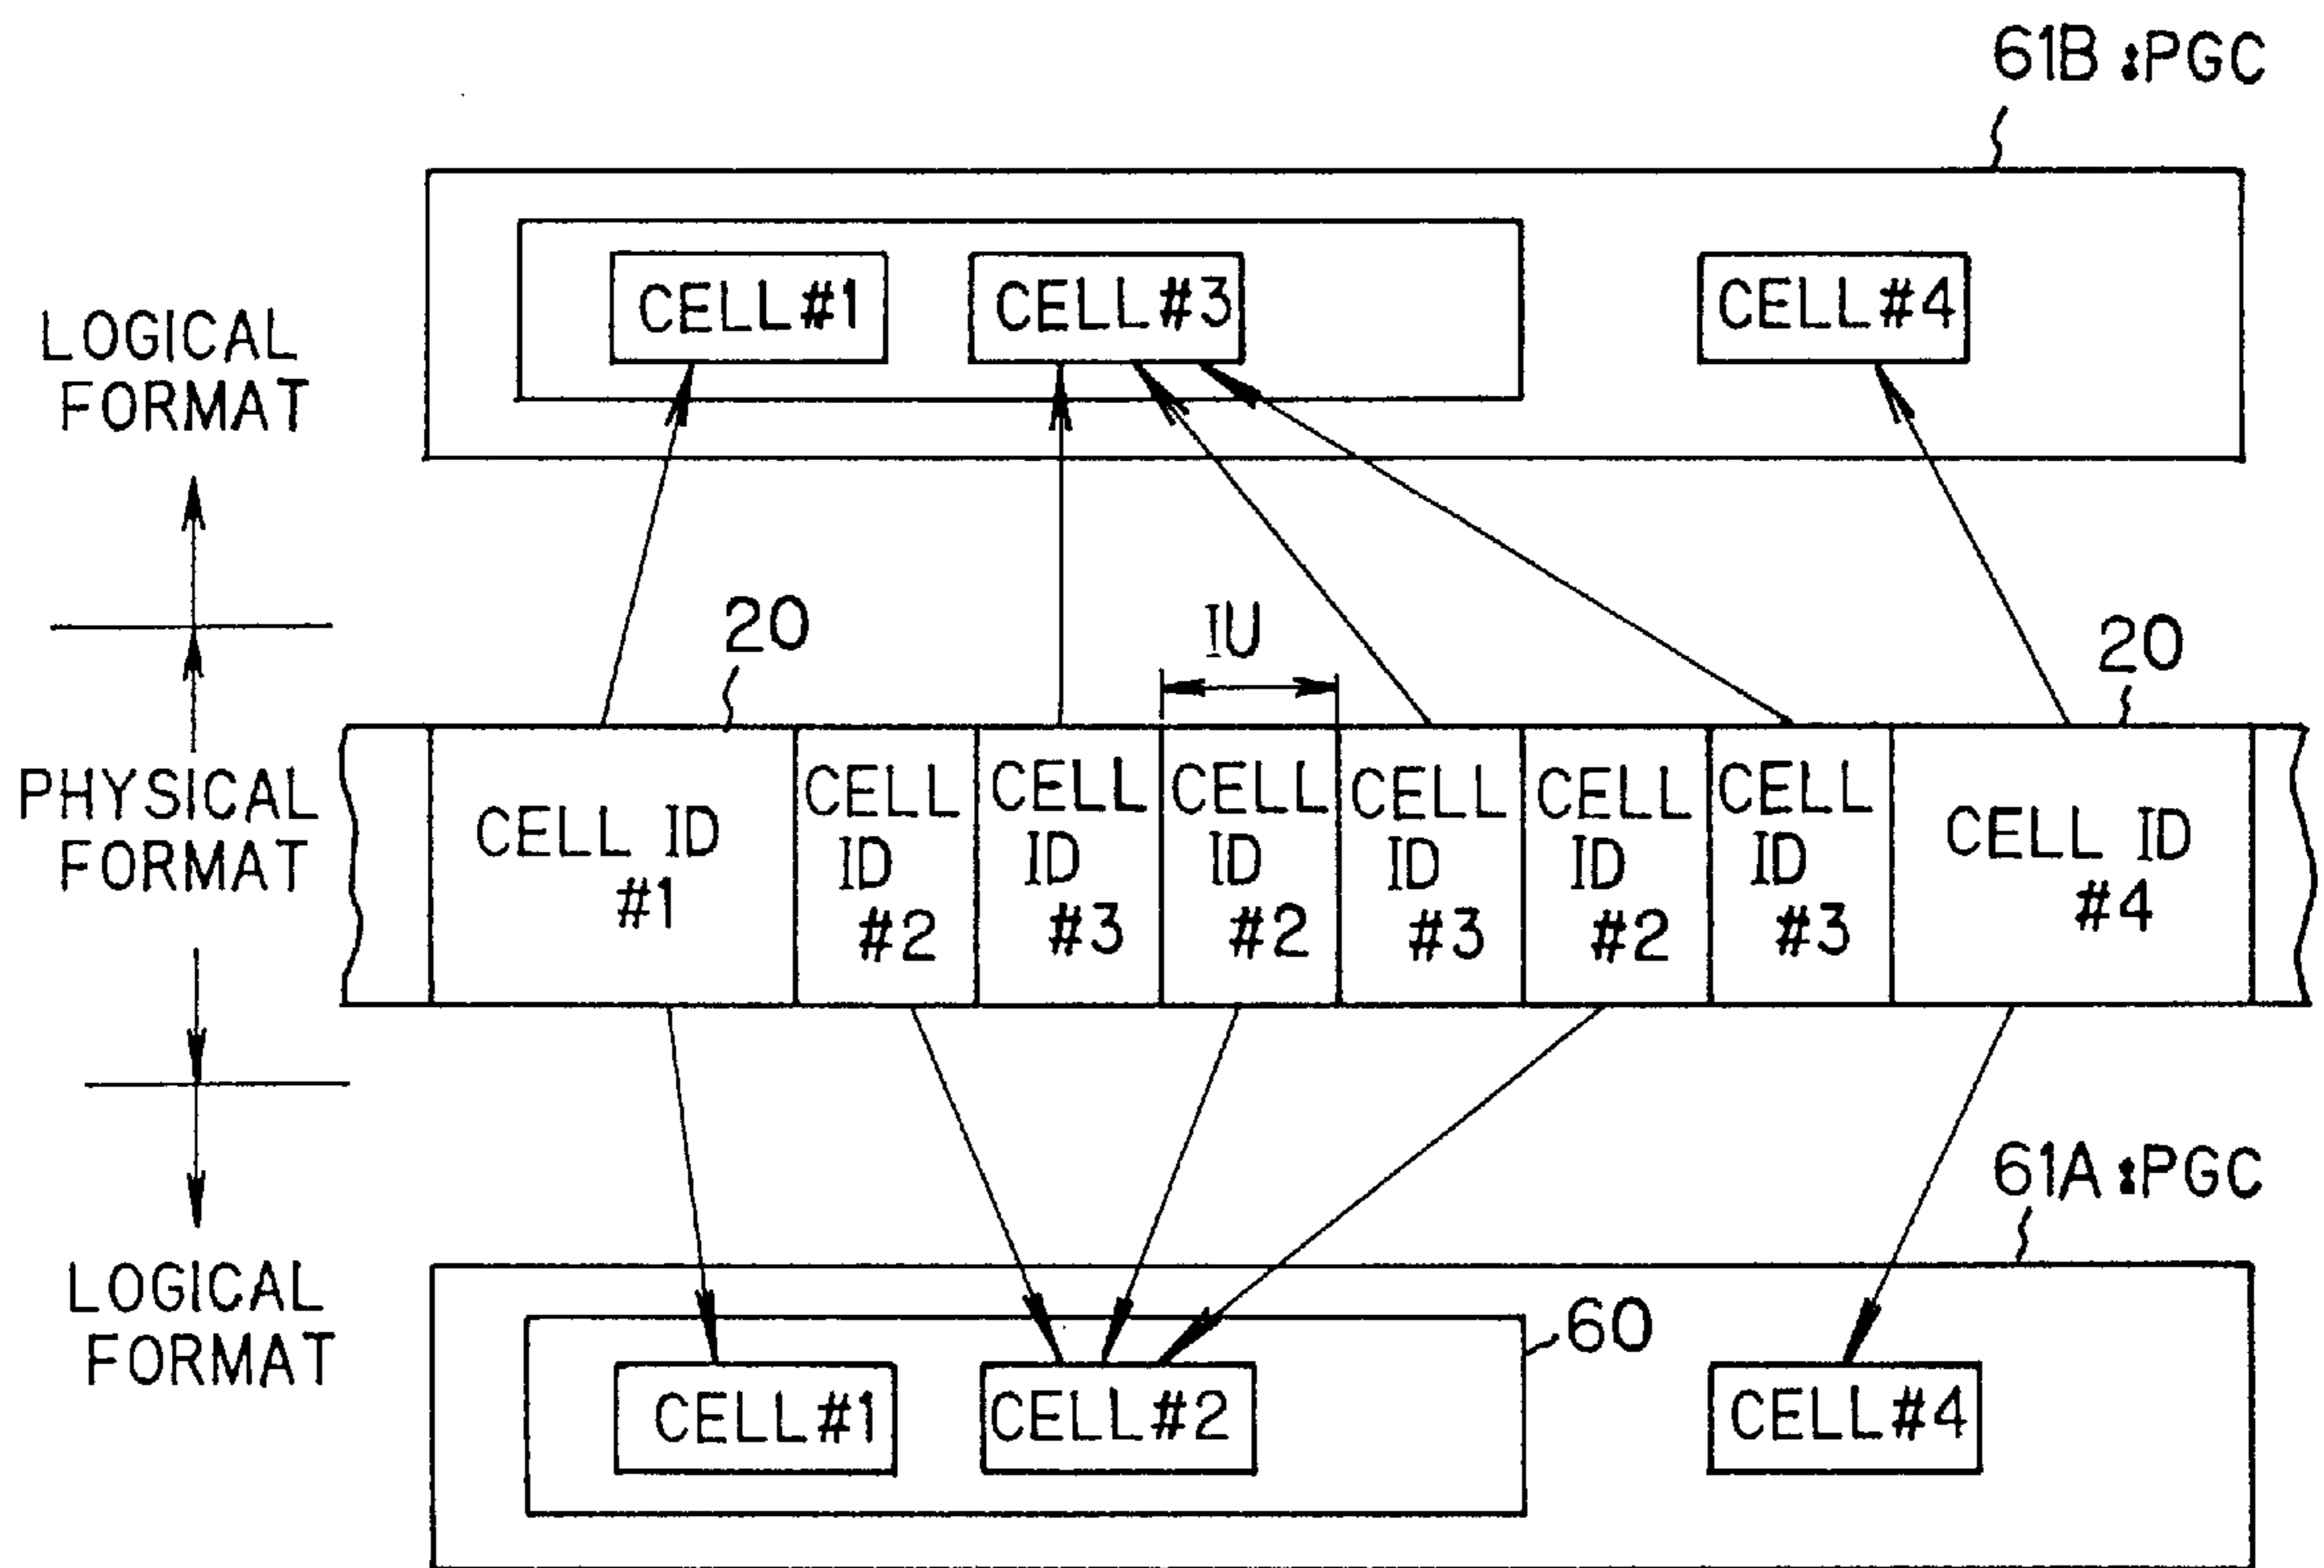 61B :PGC
CELL#1
CELL#3
CELL#4
LOGICAL
FORMAT
20
IU
20
PHYSICAL
FORMAT
CELL ID
#1
CELL
ID
#2
CELL
ID
#3
CELL
ID
#2
CELL
ID
#3
CELL
ID
#2
CELL
ID
#3
CELL ID
#4
61A :PGC
LOGICAL
FORMAT
60
CELL#1
CELL#2
CELL#4